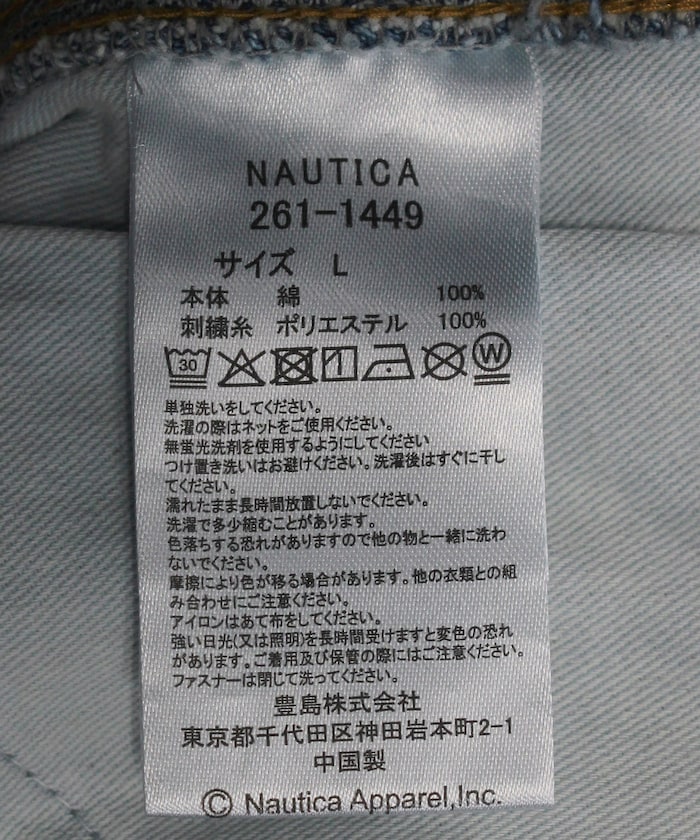 NAUTICA
261-1449
サイズ L
本体 綿 100%
刺繍糸 ポリエステル 100%
30 W
単独洗いをしてください。
洗濯の際はネットをご使用ください。
無蛍光洗剤を使用するようにしてください
つけ置き洗いはお避けください。洗濯後はすぐに干し
てください。
濡れたまま長時間放置しないでください。
洗濯で多少縮むことがあります。
色落ちする恐れがありますので他の物と一緒に洗わ
ないでください。
摩擦により色が移る場合があります。他の衣類との組
み合わせにご注意ください。
アイロンはあて布をしてください。
強い日光(又は照明)を長時間受けますと変色の恐れ
があります。ご着用及び保管の際にはご注意ください。
ファスナーは閉じて洗ってください。
豊島株式会社
東京都千代田区神田岩本町2-1
中国製
© Nautica Apparel,Inc.